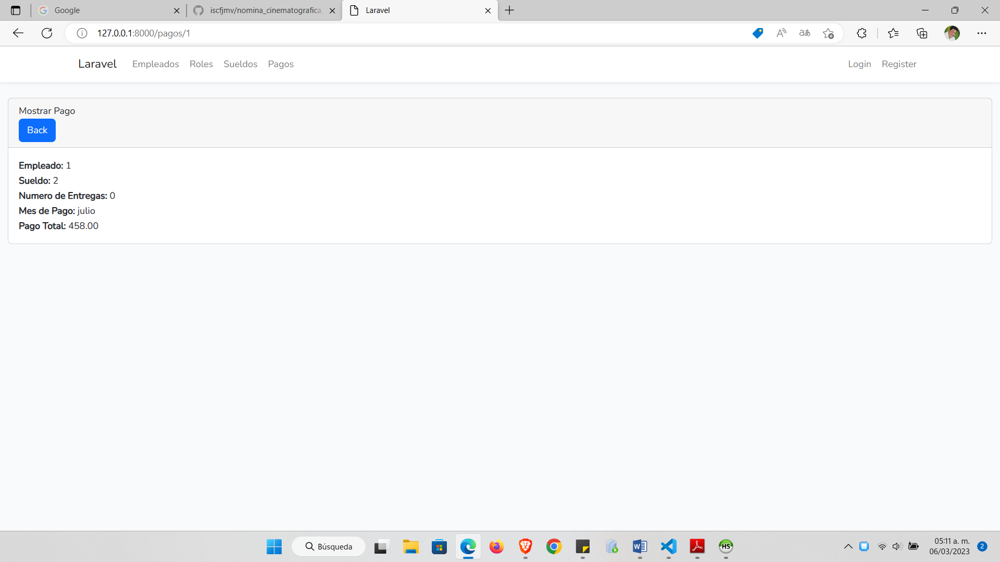 Google
iscfjmv/nomina_cinematografica_
Laravel
127.0.0.1:8000/pagos/1
Laravel Empleados Roles Sueldos Pagos Login Register
Mostrar Pago
Back
Empleado: 1
Sueldo: 2
Numero de Entregas: 0
Mes de Pago: julio
Pago Total: 458.00
Búsqueda
HS
05:11 a. m.
06/03/2023
2